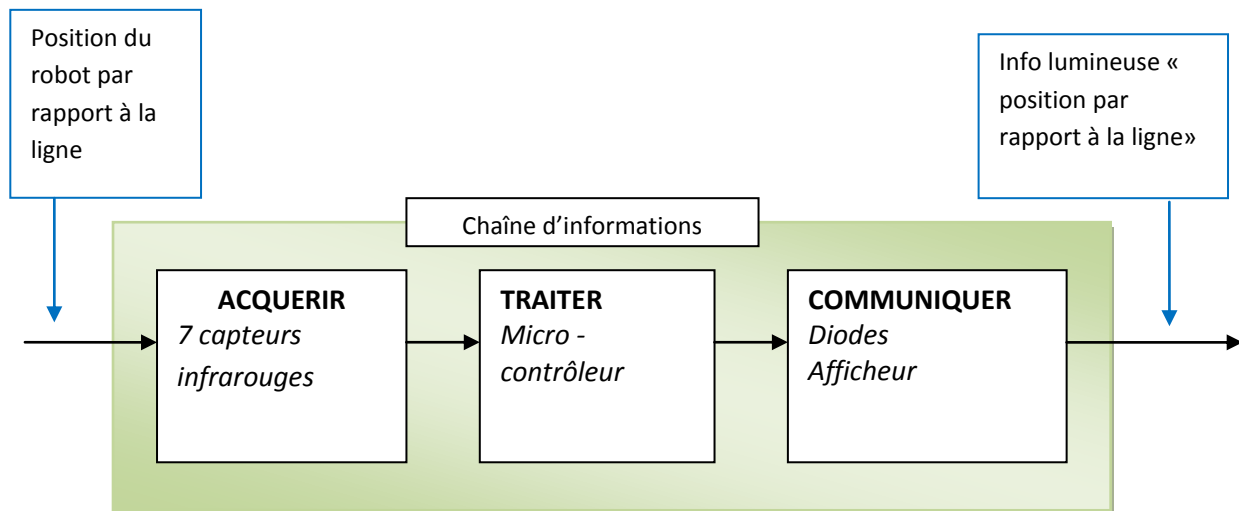 Position du
robot par
rapport à la
ligne
Info lumineuse «
position par
rapport à la ligne»
Chaîne d’informations
ACQUERIR
7 capteurs
infrarouges
TRAITER
Micro -
contrôleur
COMMUNIQUER
Diodes
Afficheur